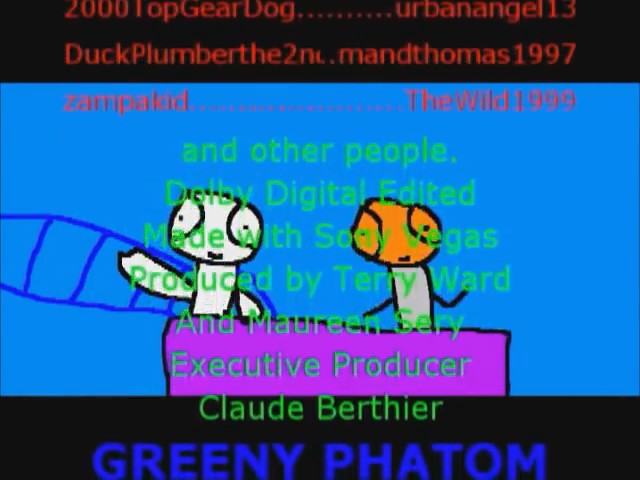 2000TopGearDog..........urbanangel13
DuckPlumberthe2nd..mandthomas1997
zampakid......................TheWild1999
and other people.
Dolby Digital Edited
Made with Sony Vegas
Produced by Terry Ward
And Maureen Sery
Executive Producer
Claude Berthier
GREENY PHATOM